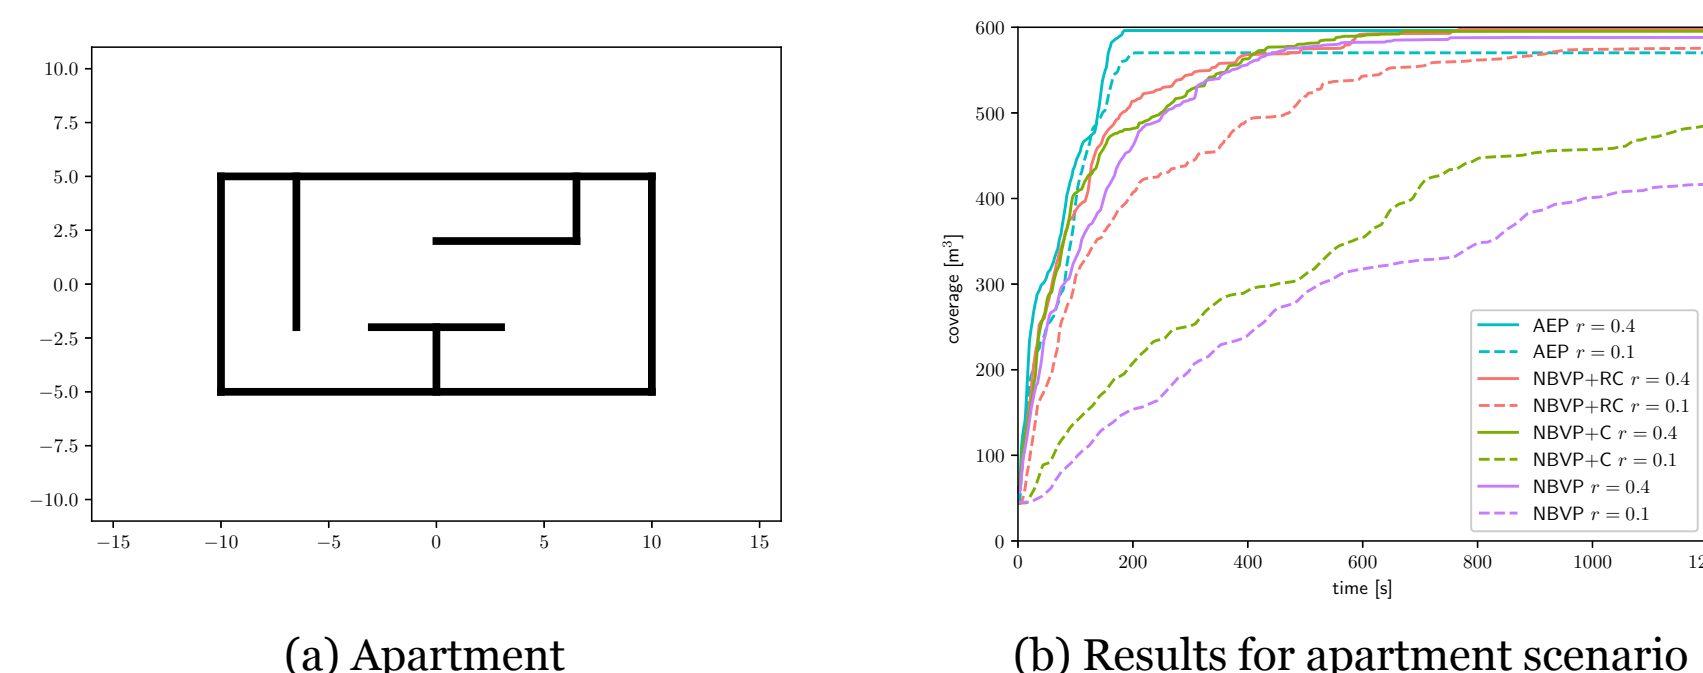 10.0
7.5
5.0
2.5
0.0
−2.5
−5.0
−7.5
−10.0
−15 −10 −5 0 5 10 15
(a) Apartment
600
500
400
300
200
100
0
coverage [m³]
0 200 400 600 800 1000 12
time [s]
AEP r = 0.4
AEP r = 0.1
NBVP+RC r = 0.4
NBVP+RC r = 0.1
NBVP+C r = 0.4
NBVP+C r = 0.1
NBVP r = 0.4
NBVP r = 0.1
(b) Results for apartment scenario